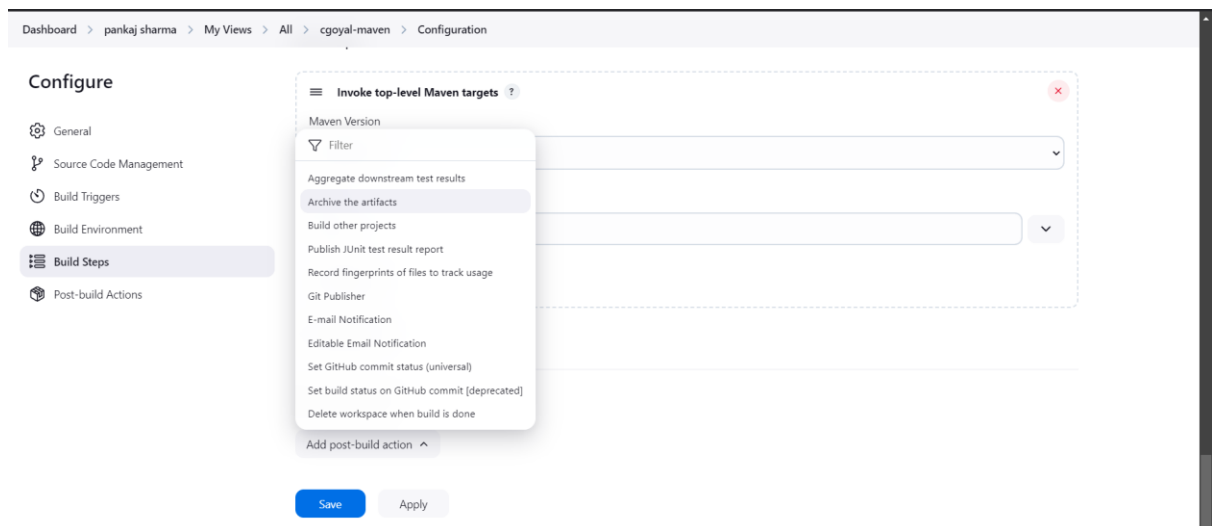 Dashboard > pankaj sharma > My Views > All > cgoyal-maven > Configuration
Configure
General
Source Code Management
Build Triggers
Build Environment
Build Steps
Post-build Actions
Invoke top-level Maven targets ?
Maven Version
Filter
Aggregate downstream test results
Archive the artifacts
Build other projects
Publish JUnit test result report
Record fingerprints of files to track usage
Git Publisher
E-mail Notification
Editable Email Notification
Set GitHub commit status (universal)
Set build status on GitHub commit [deprecated]
Delete workspace when build is done
Add post-build action
Save
Apply